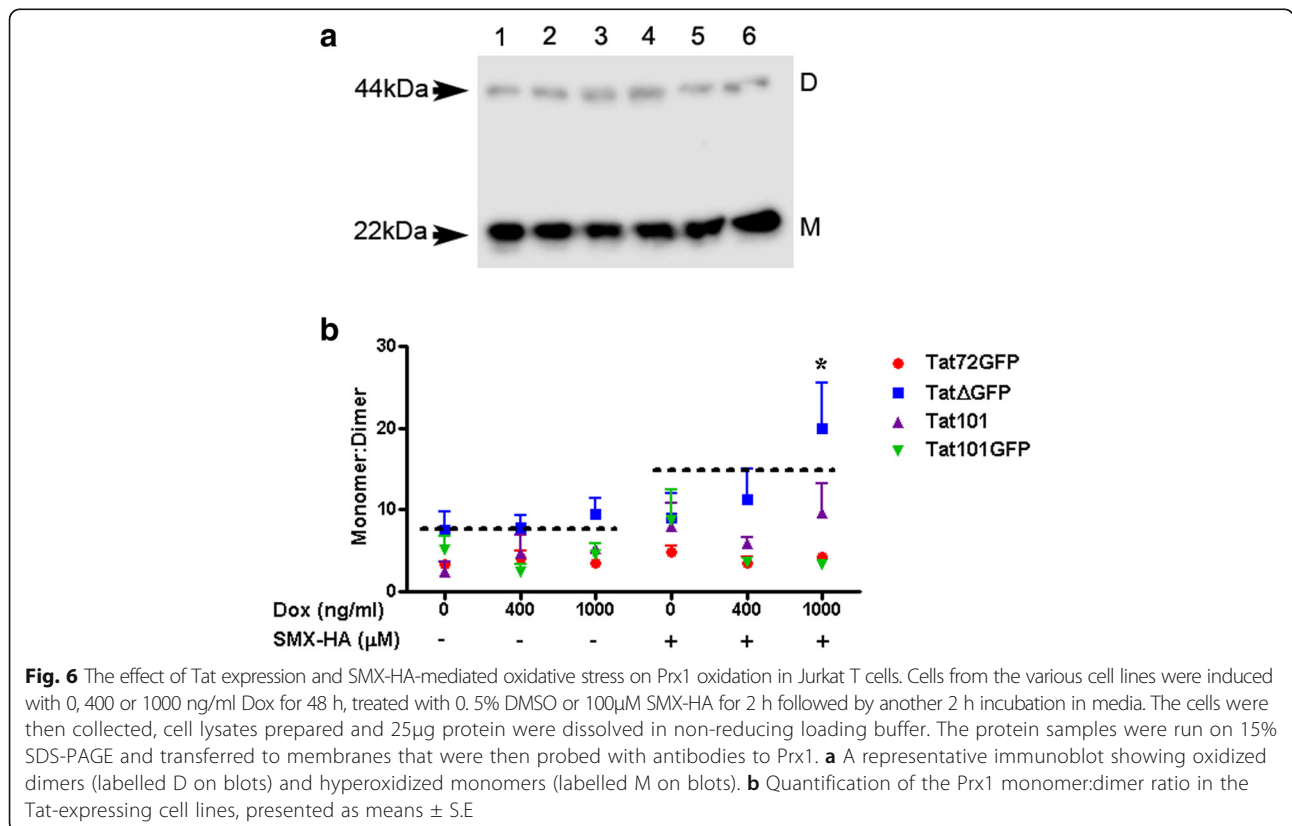 a
1 2 3 4 5 6
44kDa D
22kDa M
b
30
20
10
0
Monomer:Dimer
*
Tat72GFP
TatΔGFP
Tat101
Tat101GFP
Dox (ng/ml) 0 400 1000 0 400 1000
SMX-HA (μM) - - - + + +
Fig. 6 The effect of Tat expression and SMX-HA-mediated oxidative stress on Prx1 oxidation in Jurkat T cells. Cells from the various cell lines were induced
with 0, 400 or 1000 ng/ml Dox for 48 h, treated with 0. 5% DMSO or 100μM SMX-HA for 2 h followed by another 2 h incubation in media. The cells were
then collected, cell lysates prepared and 25μg protein were dissolved in non-reducing loading buffer. The protein samples were run on 15%
SDS-PAGE and transferred to membranes that were then probed with antibodies to Prx1. a A representative immunoblot showing oxidized
dimers (labelled D on blots) and hyperoxidized monomers (labelled M on blots). b Quantification of the Prx1 monomer:dimer ratio in the
Tat-expressing cell lines, presented as means ± S.E